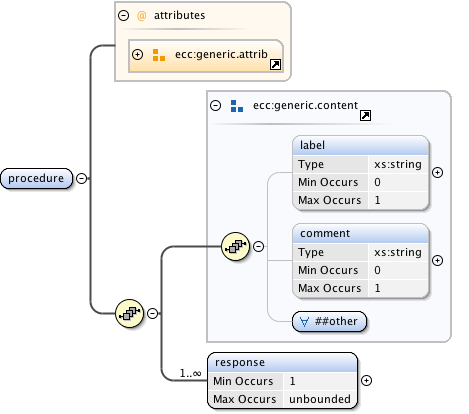 @ attributes
ecc:generic.attrib
ecc:generic.content
label
Type xs:string
Min Occurs 0
Max Occurs 1
procedure
comment
Type xs:string
Min Occurs 0
Max Occurs 1
∀ ##other
1..∞
response
Min Occurs 1
Max Occurs unbounded